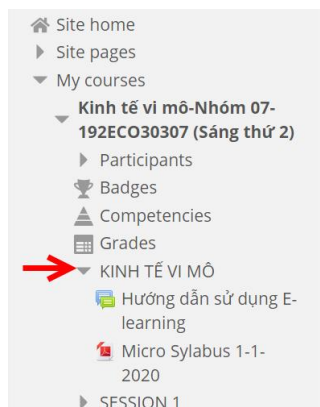 Site home
Site pages
My courses
Kinh tế vi mô-Nhóm 07-
192ECO30307 (Sáng thứ 2)
Participants
Badges
Competencies
Grades
KINH TẾ VI MÔ
Hướng dẫn sử dụng E-
learning
Micro Sylabus 1-1-
2020
SESSION 1